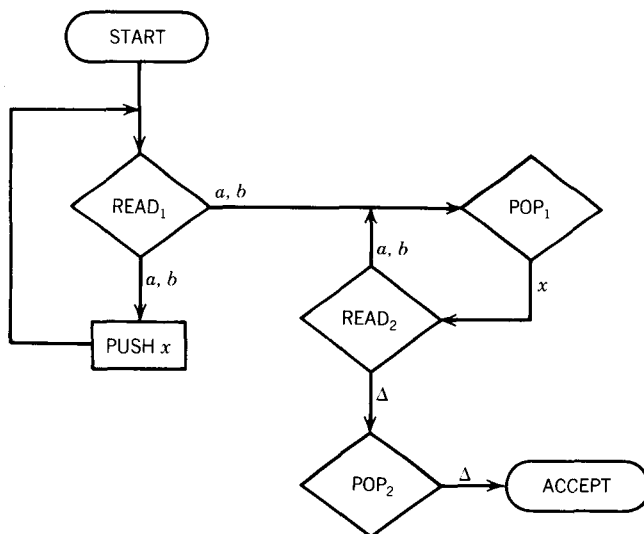 START
READ₁
a, b
a, b
PUSH x
POP₁
x
a, b
READ₂
Δ
POP₂
Δ
ACCEPT